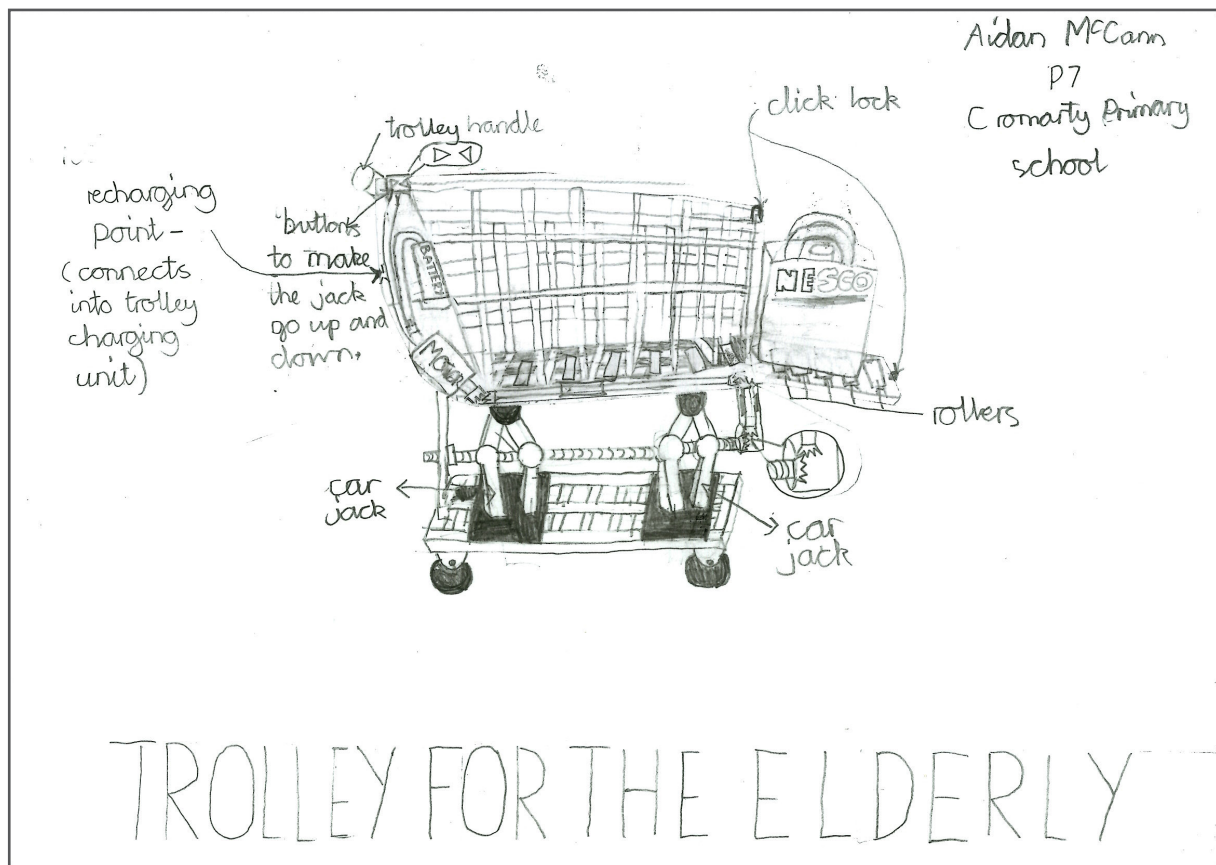 Aidan McCann
P7
Cromarty Primary
school
click lock
trolley handle
recharging
point -
(connects
into trolley
charging
unit)
buttons
to make
the jack
go up and
down.
BATTERY
MOTOR
NESCO
rollers
car
jack
car
jack
TROLLEY FOR THE ELDERLY